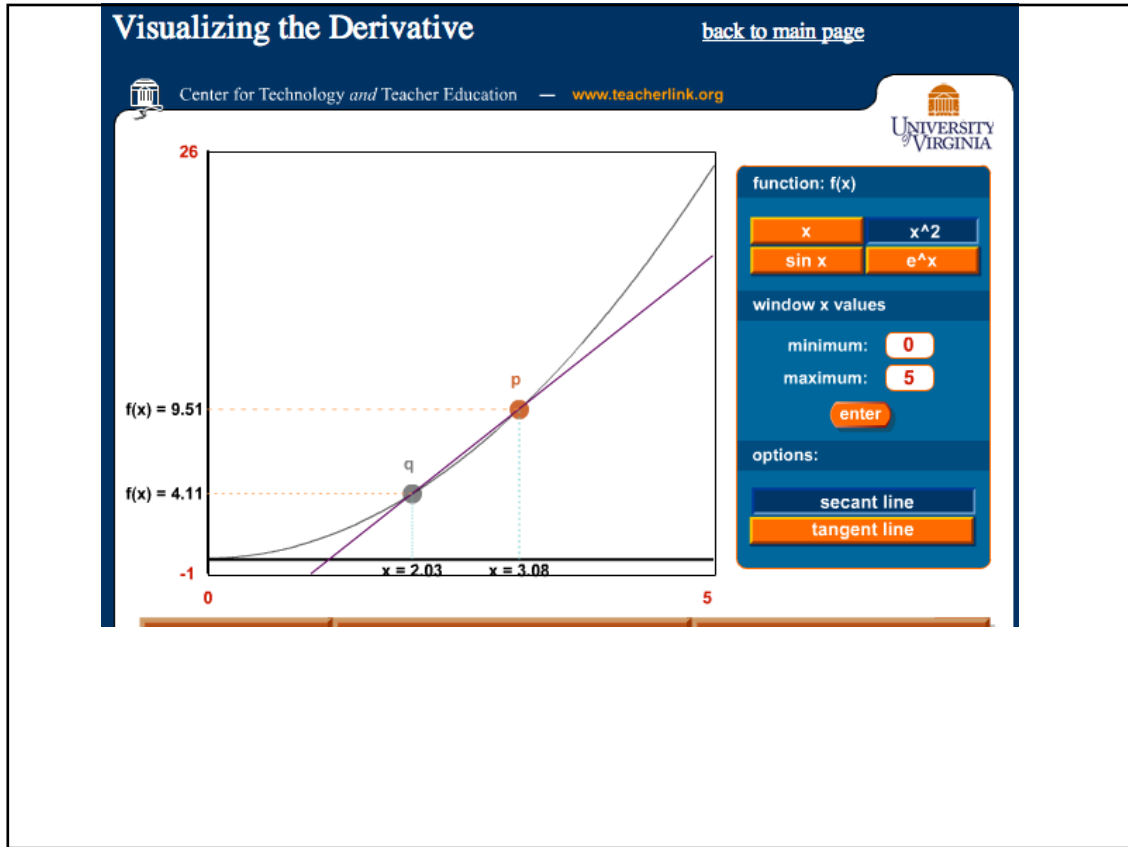 Visualizing the Derivative
back to main page
Center for Technology and Teacher Education — www.teacherlink.org
UNIVERSITY
of VIRGINIA
26
p
f(x) = 9.51
q
f(x) = 4.11
-1
x = 2.03 x = 3.08
0 5
function: f(x)
x x^2
sin x e^x
window x values
minimum: 0
maximum: 5
enter
options:
secant line
tangent line